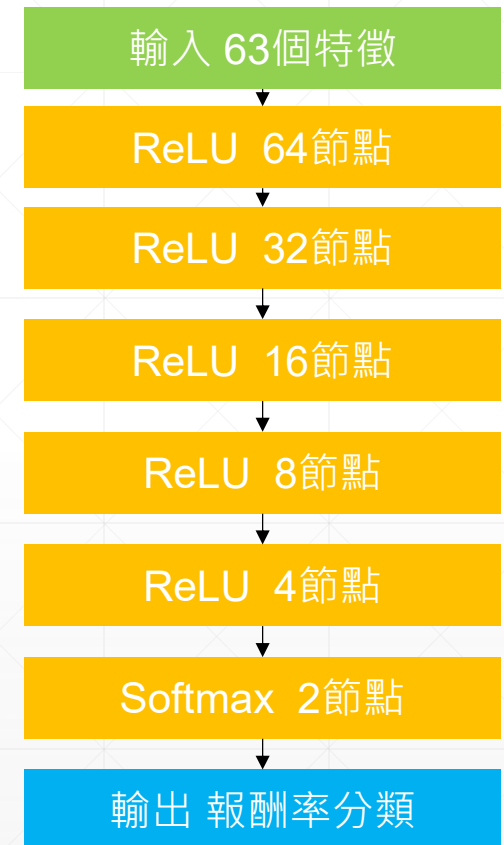 輸入 63個特徵
ReLU 64節點
ReLU 32節點
ReLU 16節點
ReLU 8節點
ReLU 4節點
Softmax 2節點
輸出 報酬率分類